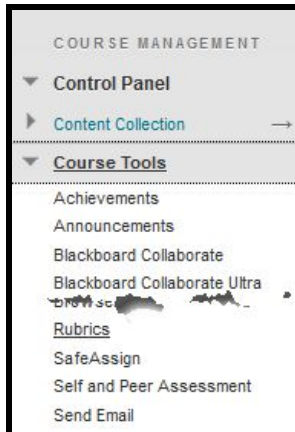 COURSE MANAGEMENT
Control Panel
Content Collection
Course Tools
Achievements
Announcements
Blackboard Collaborate
Blackboard Collaborate Ultra
Rubrics
SafeAssign
Self and Peer Assessment
Send Email